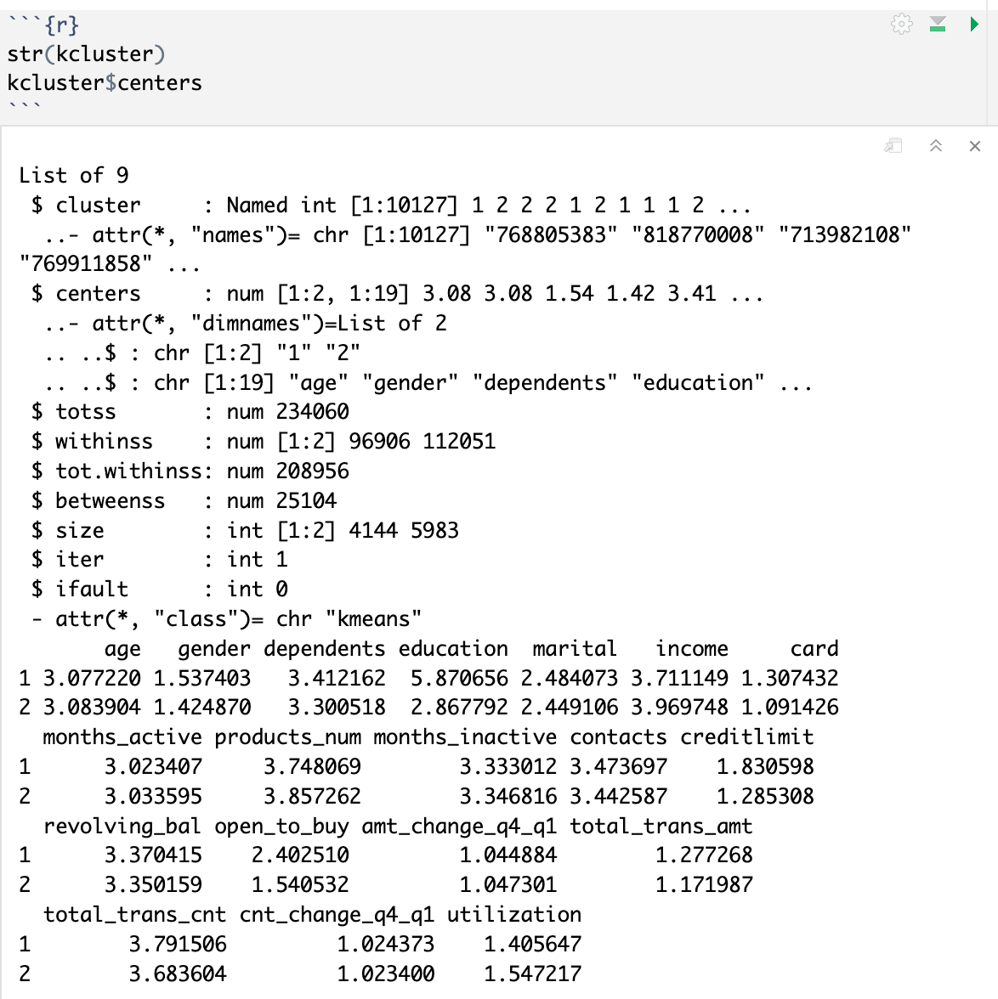 ```{r}
str(kcluster)
kcluster$centers
```
List of 9
 $ cluster     : Named int [1:10127] 1 2 2 2 1 2 1 1 1 2 ...
  ..- attr(*, "names")= chr [1:10127] "768805383" "818770008" "713982108"
"769911858" ...
 $ centers     : num [1:2, 1:19] 3.08 3.08 1.54 1.42 3.41 ...
  ..- attr(*, "dimnames")=List of 2
  .. ..$ : chr [1:2] "1" "2"
  .. ..$ : chr [1:19] "age" "gender" "dependents" "education" ...
 $ totss       : num 234060
 $ withinss    : num [1:2] 96906 112051
 $ tot.withinss: num 208956
 $ betweenss   : num 25104
 $ size        : int [1:2] 4144 5983
 $ iter        : int 1
 $ ifault      : int 0
 - attr(*, "class")= chr "kmeans"
       age   gender dependents education  marital   income     card
1 3.077220 1.537403   3.412162  5.870656 2.484073 3.711149 1.307432
2 3.083904 1.424870   3.300518  2.867792 2.449106 3.969748 1.091426
  months_active products_num months_inactive contacts creditlimit
1      3.023407     3.748069        3.333012 3.473697    1.830598
2      3.033595     3.857262        3.346816 3.442587    1.285308
  revolving_bal open_to_buy amt_change_q4_q1 total_trans_amt
1      3.370415    2.402510         1.044884        1.277268
2      3.350159    1.540532         1.047301        1.171987
  total_trans_cnt cnt_change_q4_q1 utilization
1        3.791506         1.024373    1.405647
2        3.683604         1.023400    1.547217